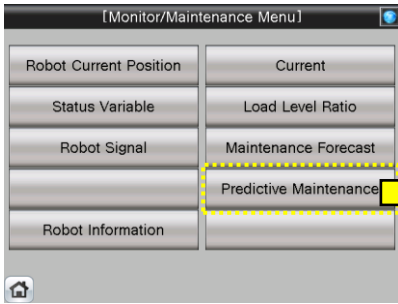 [Monitor/Maintenance Menu]
Robot Current Position
Current
Status Variable
Load Level Ratio
Robot Signal
Maintenance Forecast
Predictive Maintenance
Robot Information